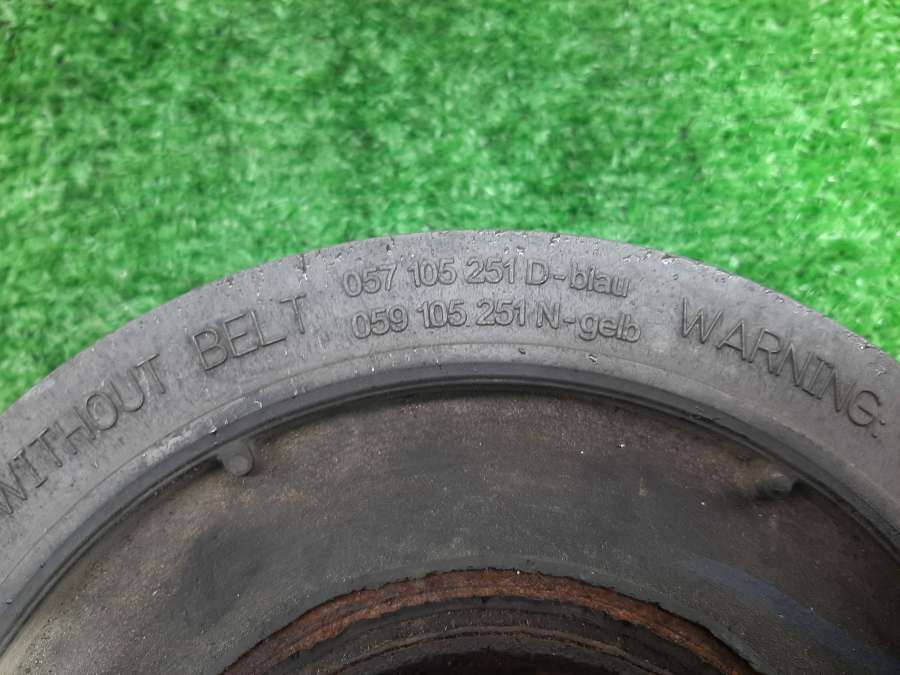 WITHOUT BELT
057 105 251 D-blau
059 105 251 N-gelb
WARNING: